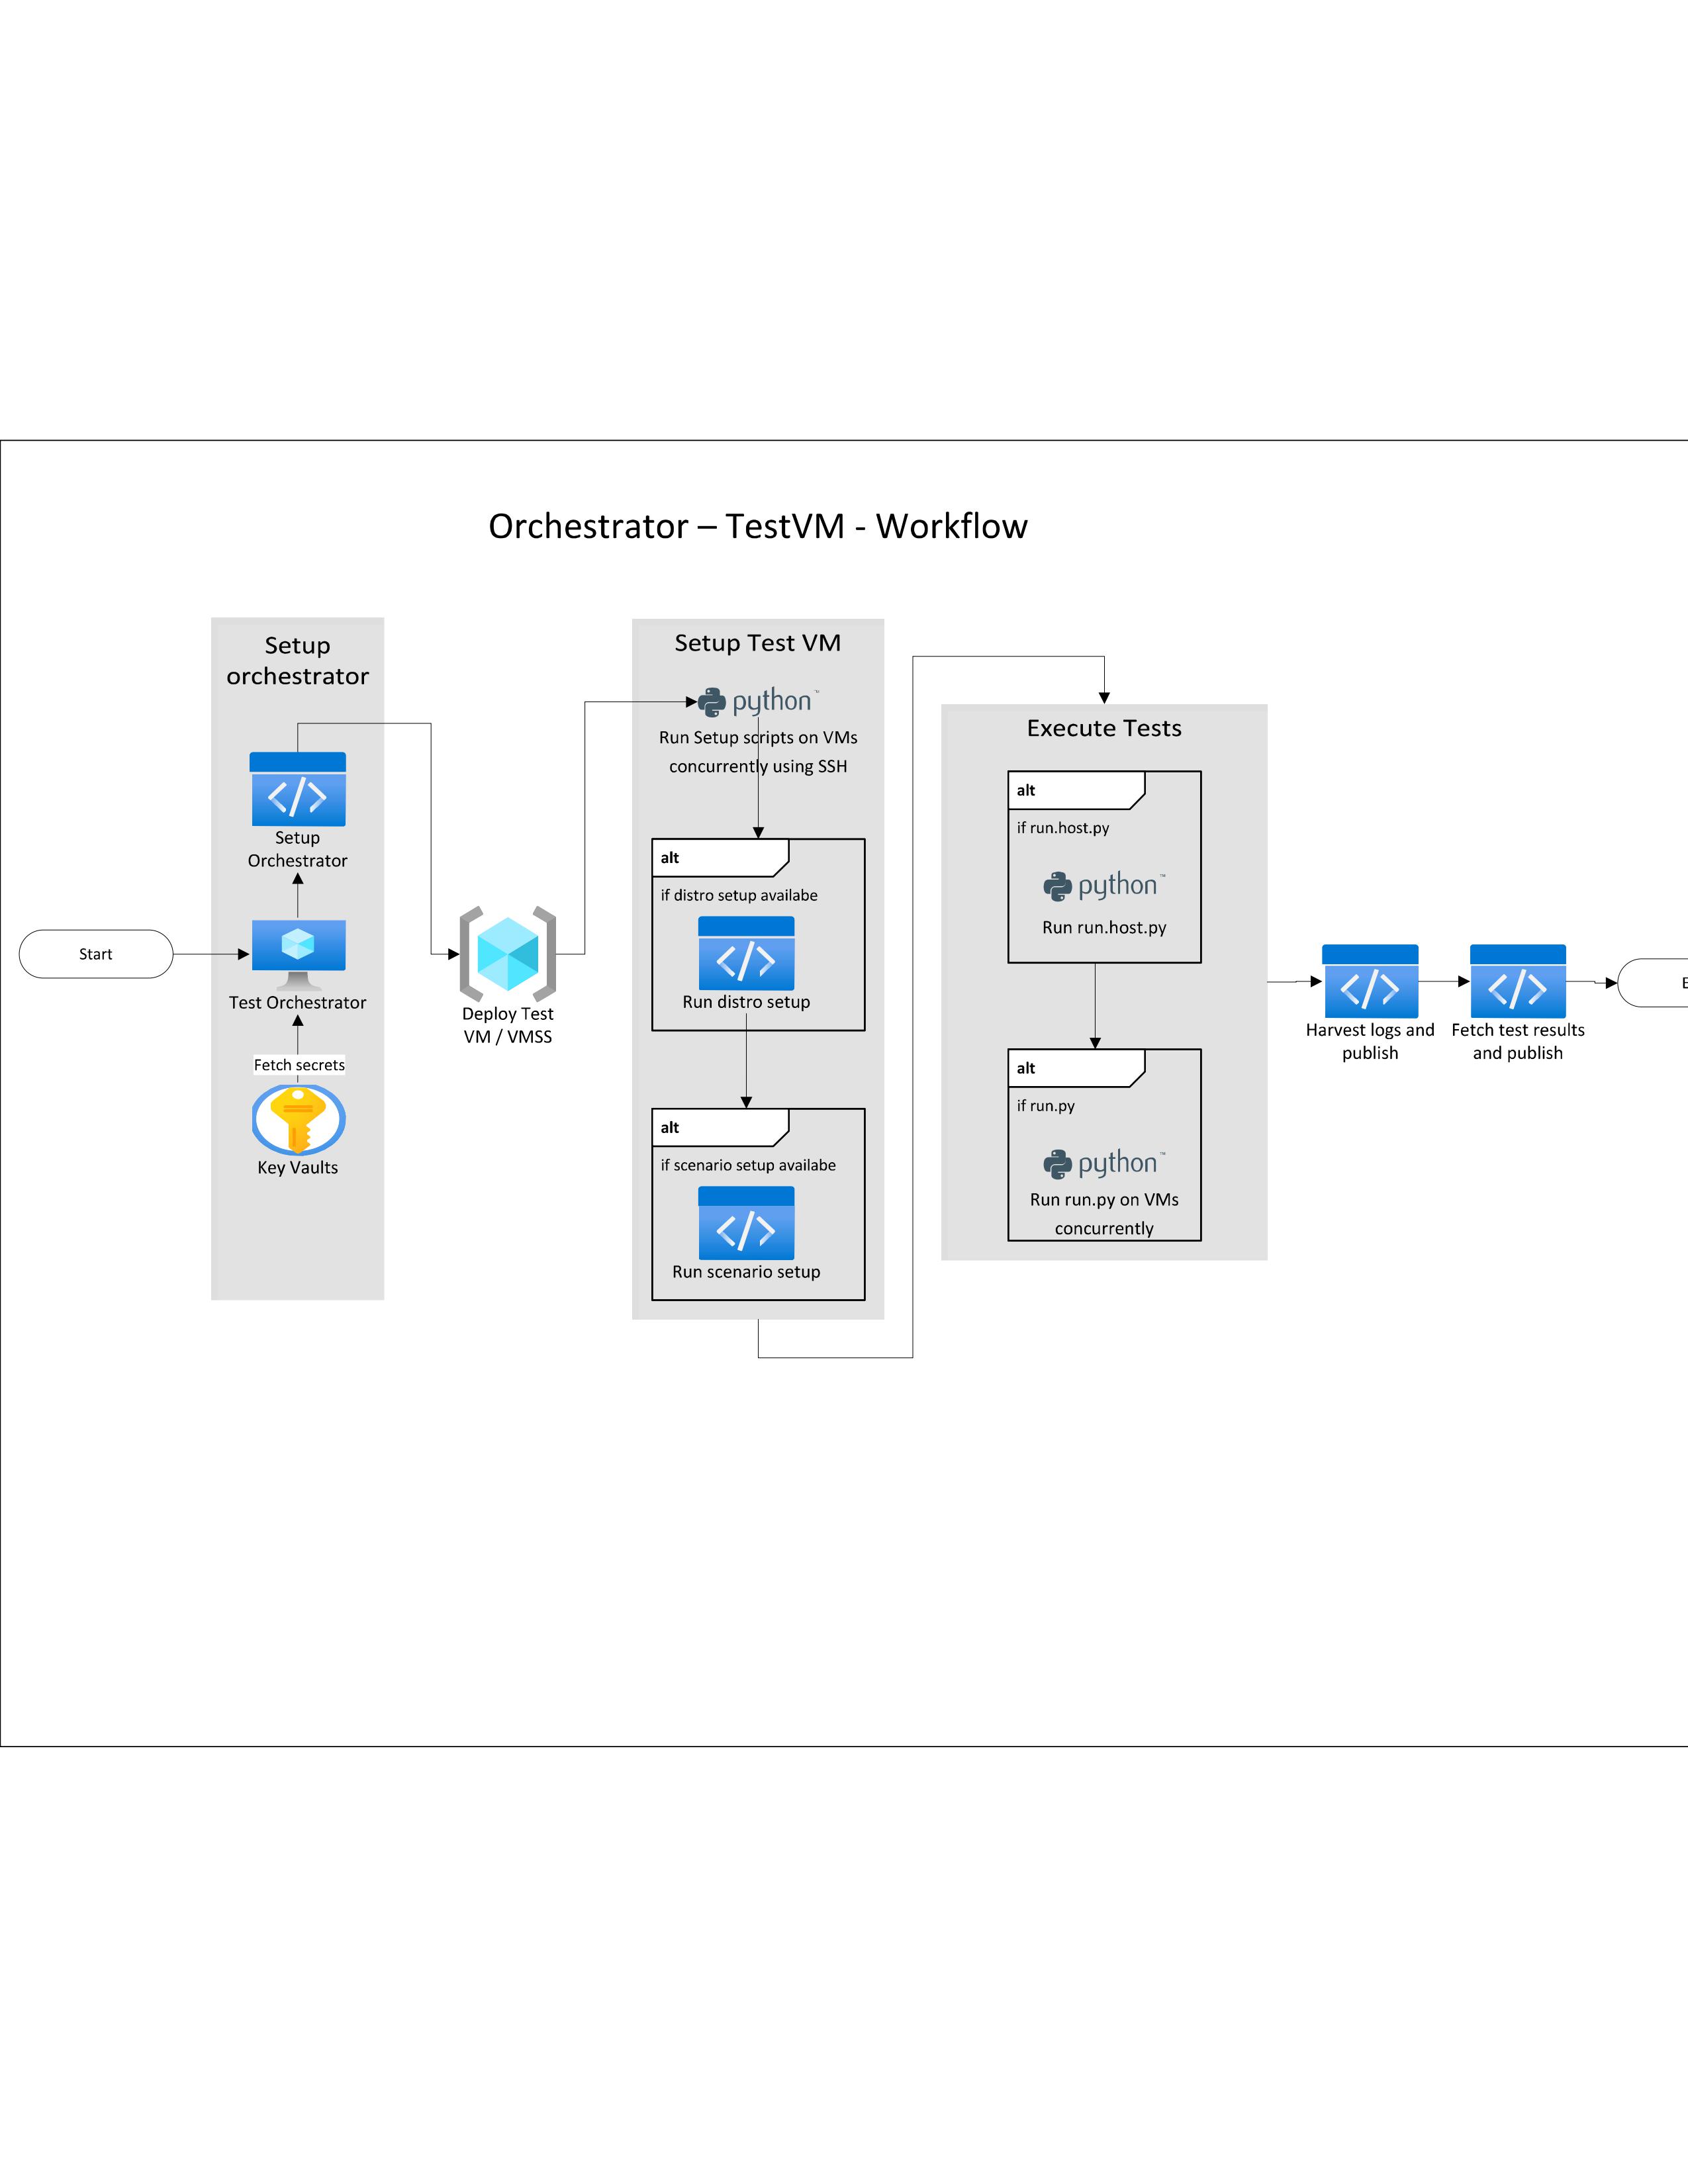 Orchestrator – TestVM - Workflow
Setup
orchestrator
Setup
Orchestrator
Start
Test Orchestrator
Fetch secrets
Key Vaults
Deploy Test
VM / VMSS
Setup Test VM
python™
Run Setup scripts on VMs
concurrently using SSH
alt
if distro setup availabe
Run distro setup
alt
if scenario setup availabe
Run scenario setup
Execute Tests
alt
if run.host.py
python™
Run run.host.py
alt
if run.py
python™
Run run.py on VMs
concurrently
Harvest logs and
publish
Fetch test results
and publish